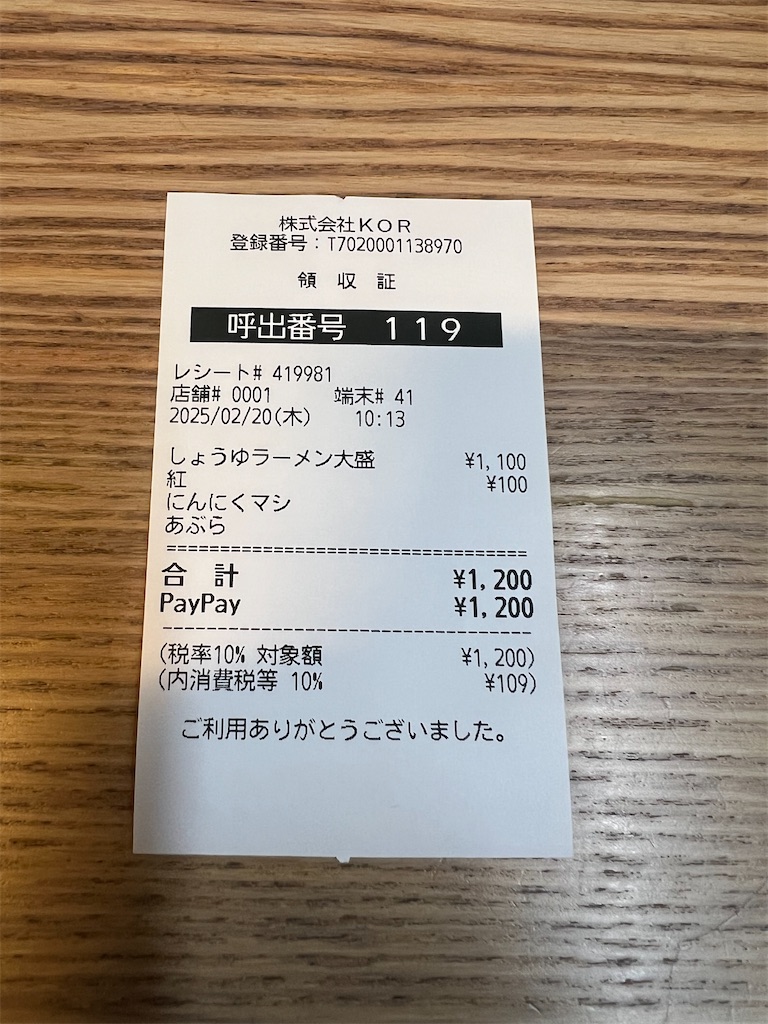 株式会社KOR
登録番号：T7020001138970
領 収 証
呼出番号 119
レシート# 419981
店舗# 0001 端末# 41
2025/02/20(木) 10:13
しょうゆラーメン大盛 ¥1,100
紅 ¥100
にんにくマシ
あぶら
合 計 ¥1,200
PayPay ¥1,200
(税率10% 対象額 ¥1,200)
(内消費税等 10% ¥109)
ご利用ありがとうございました。